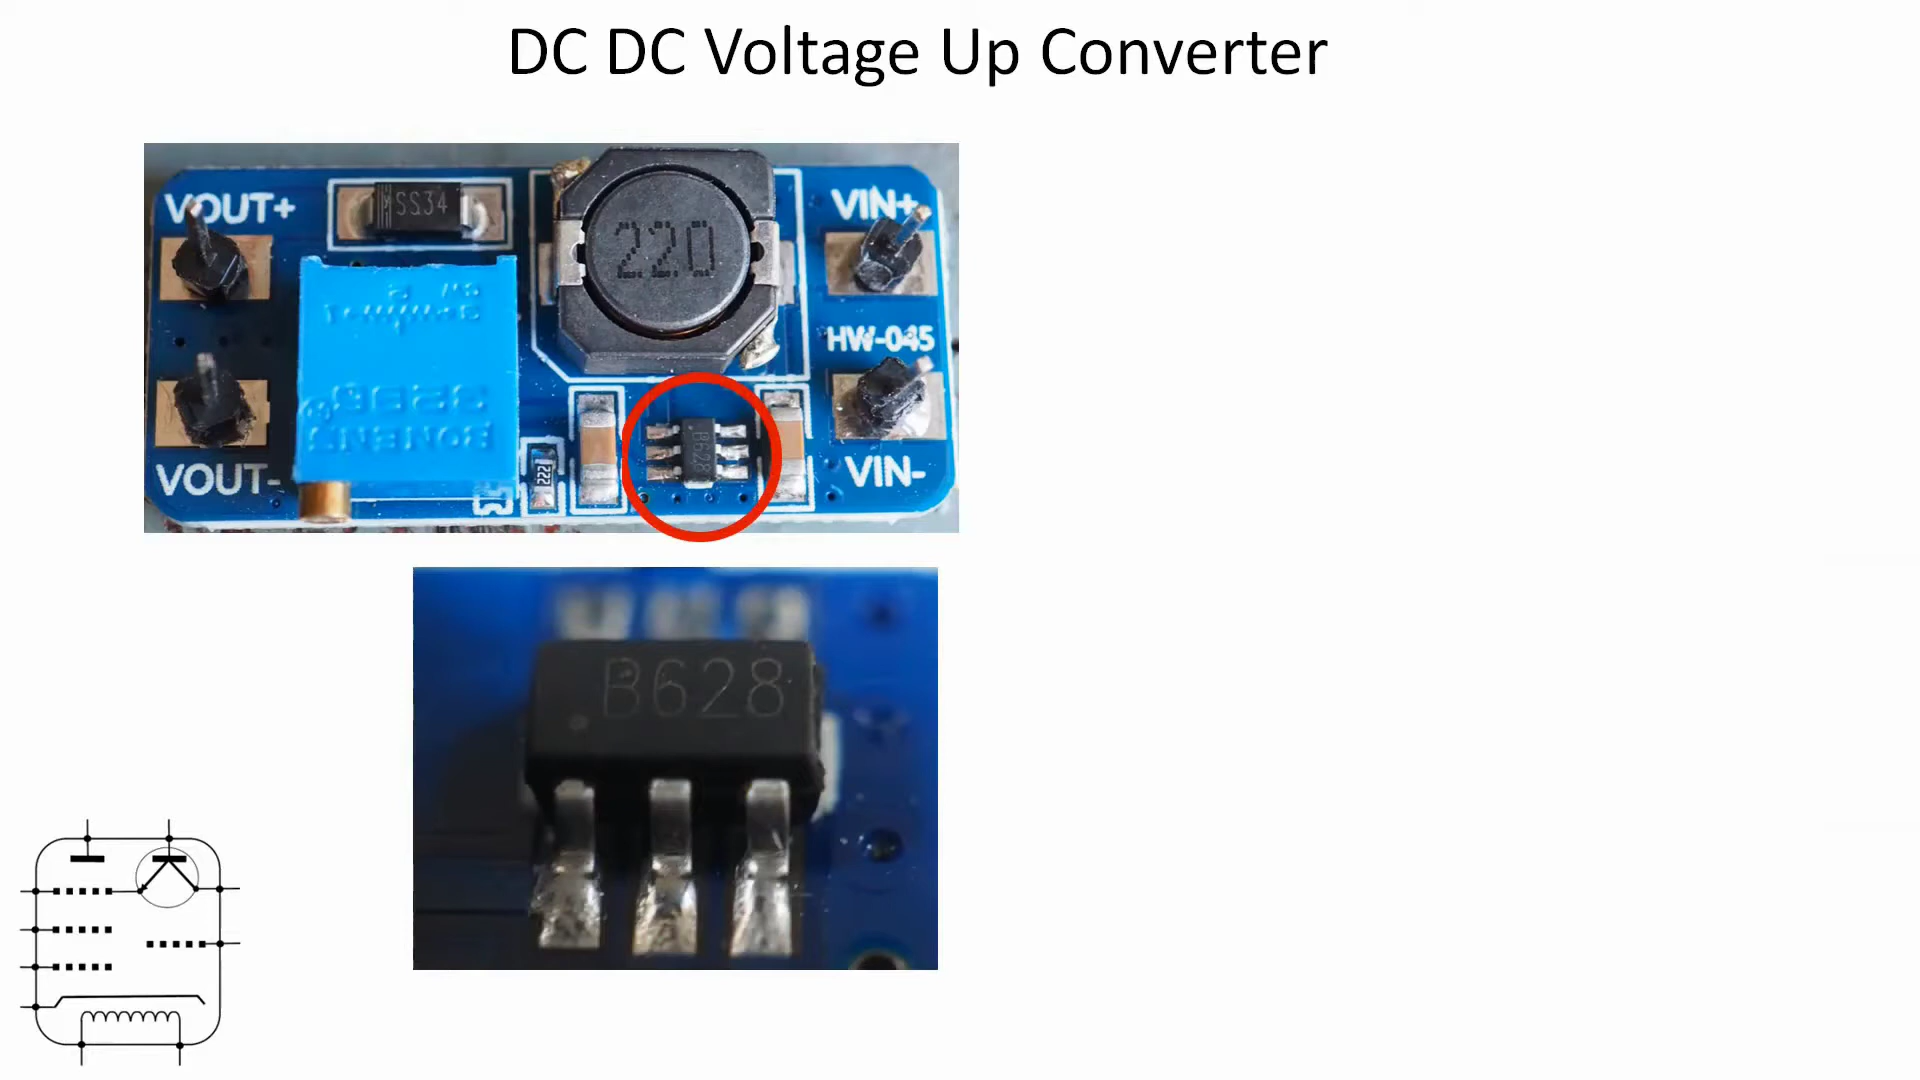 DC DC Voltage Up Converter
VOUT+
SS34
220
VIN+
HW-045
B628
222
VOUT-
VIN-
B628